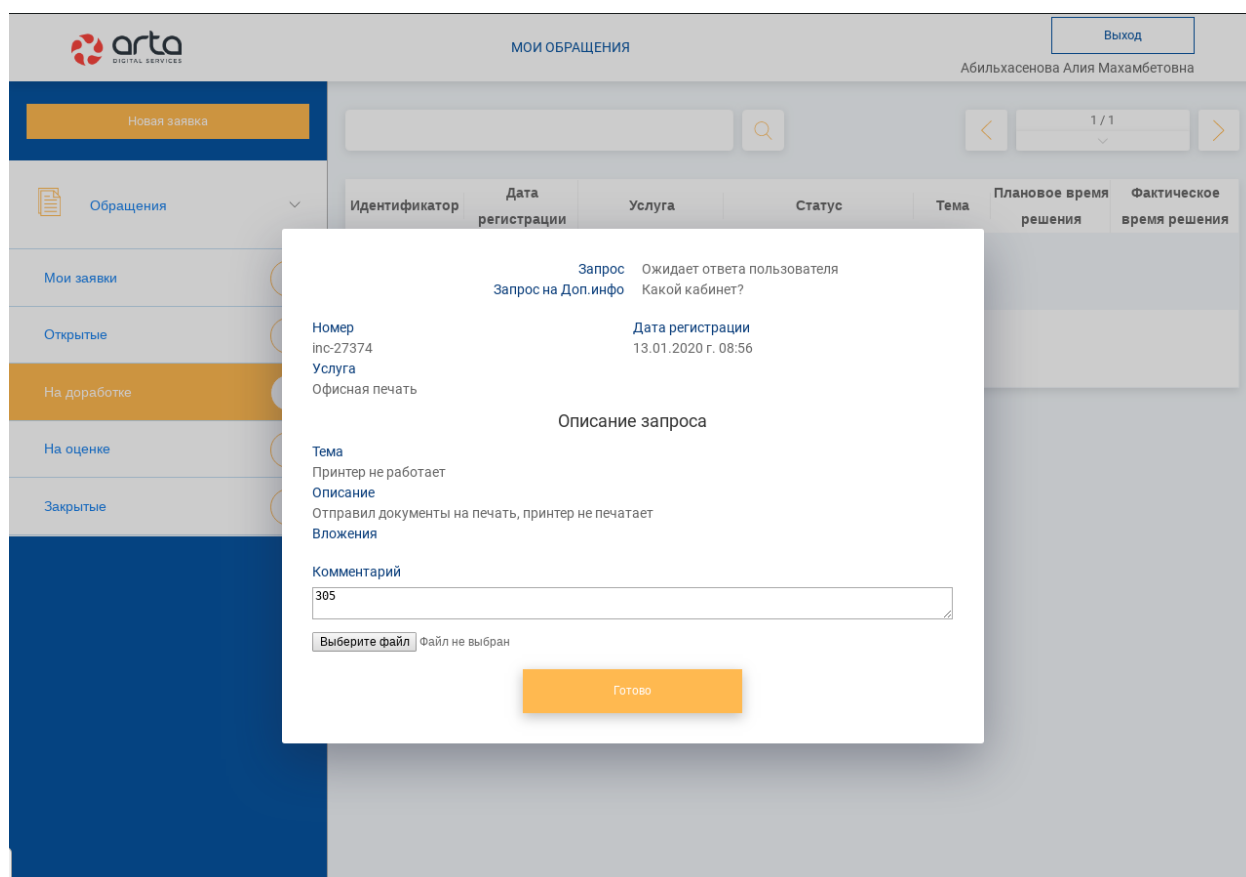 arta
DIGITAL SERVICES
МОИ ОБРАЩЕНИЯ
Выход
Абильхасенова Алия Махамбетовна
Новая заявка
1 / 1
Обращения
Идентификатор
Дата регистрации
Услуга
Статус
Тема
Плановое время решения
Фактическое время решения
Мои заявки
Открытые
На доработке
На оценке
Закрытые
Запрос Ожидает ответа пользователя
Запрос на Доп.инфо Какой кабинет?
Номер
inc-27374
Дата регистрации
13.01.2020 г. 08:56
Услуга
Офисная печать
Описание запроса
Тема
Принтер не работает
Описание
Отправил документы на печать, принтер не печатает
Вложения
Комментарий
305
Выберите файл Файл не выбран
Готово